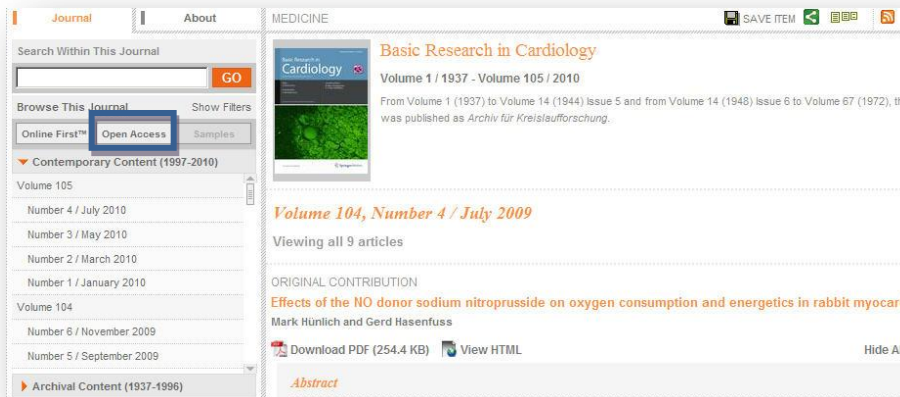 Journal
About
Search Within This Journal
GO
Browse This Journal
Show Filters
Online First™
Open Access
Samples
Contemporary Content (1997-2010)
Volume 105
Number 4 / July 2010
Number 3 / May 2010
Number 2 / March 2010
Number 1 / January 2010
Volume 104
Number 6 / November 2009
Number 5 / September 2009
Archival Content (1937-1996)
MEDICINE
SAVE ITEM
Basic Research in
Cardiology
Springer
Basic Research in Cardiology
Volume 1 / 1937 - Volume 105 / 2010
From Volume 1 (1937) to Volume 14 (1944) Issue 5 and from Volume 14 (1948) Issue 6 to Volume 67 (1972), th
was published as Archiv für Kreislaufforschung.
Volume 104, Number 4 / July 2009
Viewing all 9 articles
ORIGINAL CONTRIBUTION
Effects of the NO donor sodium nitroprusside on oxygen consumption and energetics in rabbit myocar
Mark Hünlich and Gerd Hasenfuss
Download PDF (254.4 KB)
View HTML
Hide A
Abstract